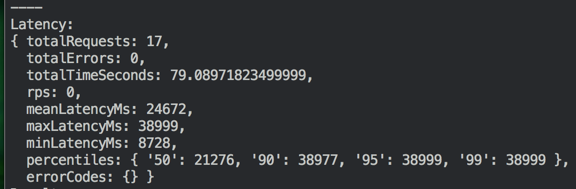 ----
Latency:
{ totalRequests: 17,
totalErrors: 0,
totalTimeSeconds: 79.08971823499999,
rps: 0,
meanLatencyMs: 24672,
maxLatencyMs: 38999,
minLatencyMs: 8728,
percentiles: { '50': 21276, '90': 38977, '95': 38999, '99': 38999 },
errorCodes: {} }